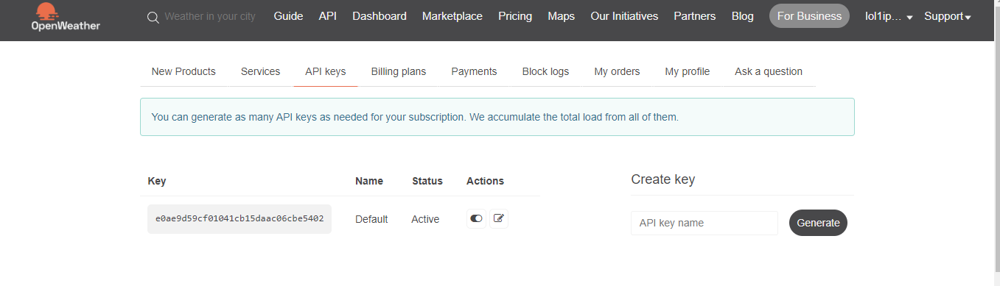 OpenWeather
Weather in your city Guide API Dashboard Marketplace Pricing Maps Our Initiatives Partners Blog For Business lol1ip... Support
New Products Services API keys Billing plans Payments Block logs My orders My profile Ask a question
You can generate as many API keys as needed for your subscription. We accumulate the total load from all of them.
Key Name Status Actions
e0ae9d59cf01041cb15daac06cbe5402 Default Active
Create key
API key name Generate